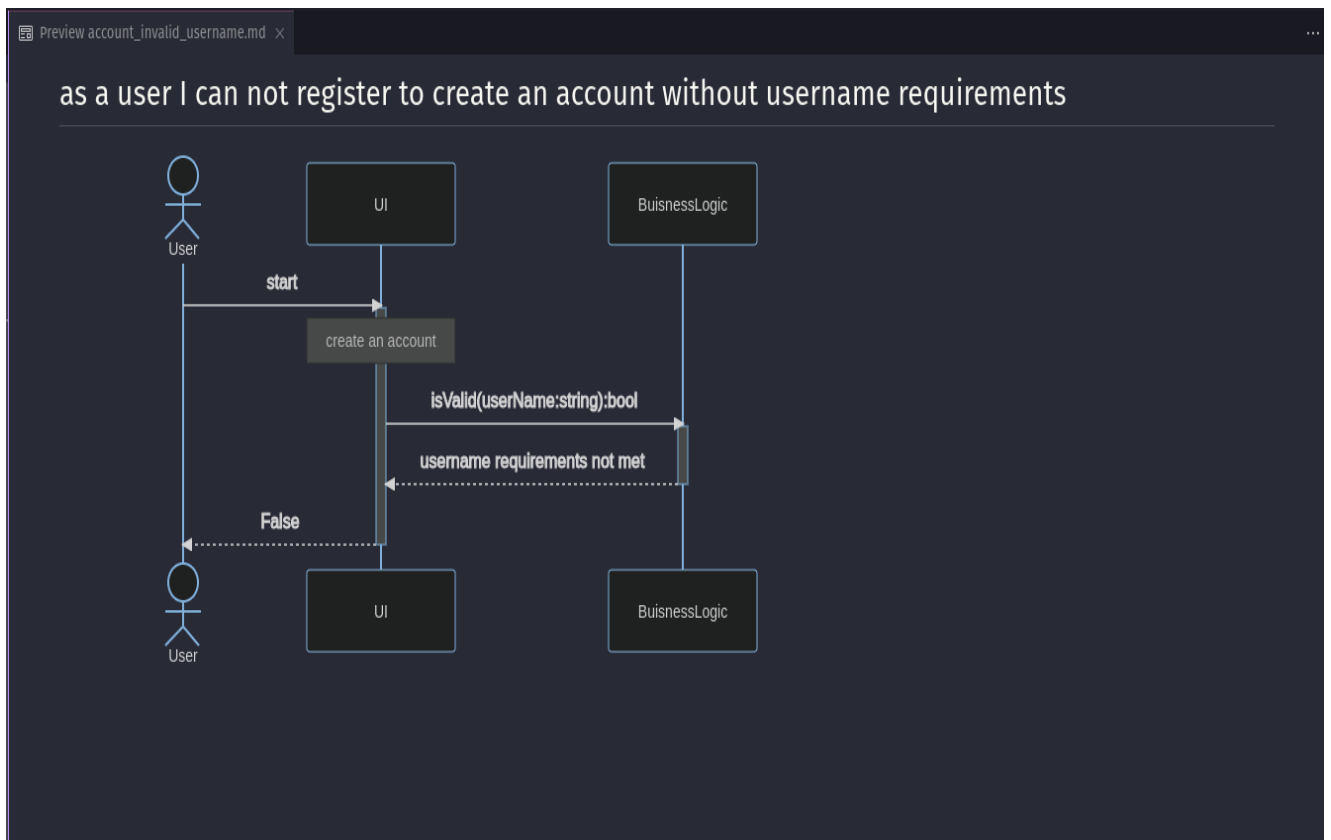 Preview account_invalid_username.md
as a user I can not register to create an account without username requirements
User
UI
BuisnessLogic
start
create an account
isValid(userName:string):bool
username requirements not met
False
User
UI
BuisnessLogic